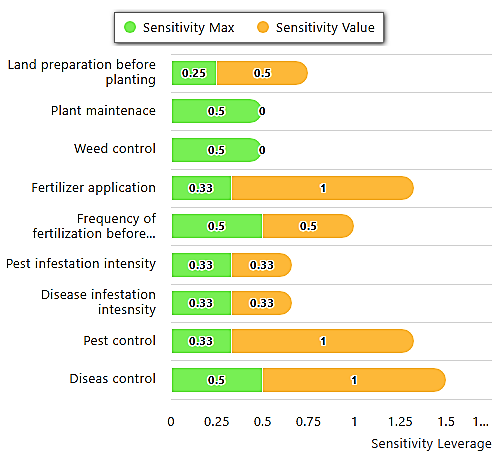 Sensitivity Max Sensitivity Value
Land preparation before
planting
0.25 0.5
Plant maintenace
0.5 0
Weed control
0.5 0
Fertilizer application
0.33 1
Frequency of
fertilization before...
0.5 0.5
Pest infestation intensity
0.33 0.33
Disease infestation
intesnsity
0.33 0.33
Pest control
0.33 1
Diseas control
0.5 1
0 0.25 0.5 0.75 1 1.25 1.5 1...
Sensitivity Leverage